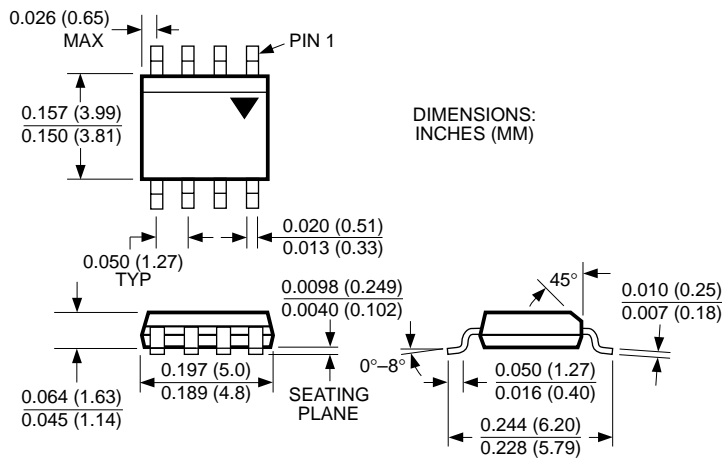 0.026 (0.65)
MAX
PIN 1
0.157 (3.99)
0.150 (3.81)
DIMENSIONS:
INCHES (MM)
0.020 (0.51)
0.013 (0.33)
0.050 (1.27)
TYP
0.0098 (0.249)
0.0040 (0.102)
45°
0.010 (0.25)
0.007 (0.18)
0°–8°
0.064 (1.63)
0.045 (1.14)
0.197 (5.0)
0.189 (4.8)
SEATING
PLANE
0.050 (1.27)
0.016 (0.40)
0.244 (6.20)
0.228 (5.79)